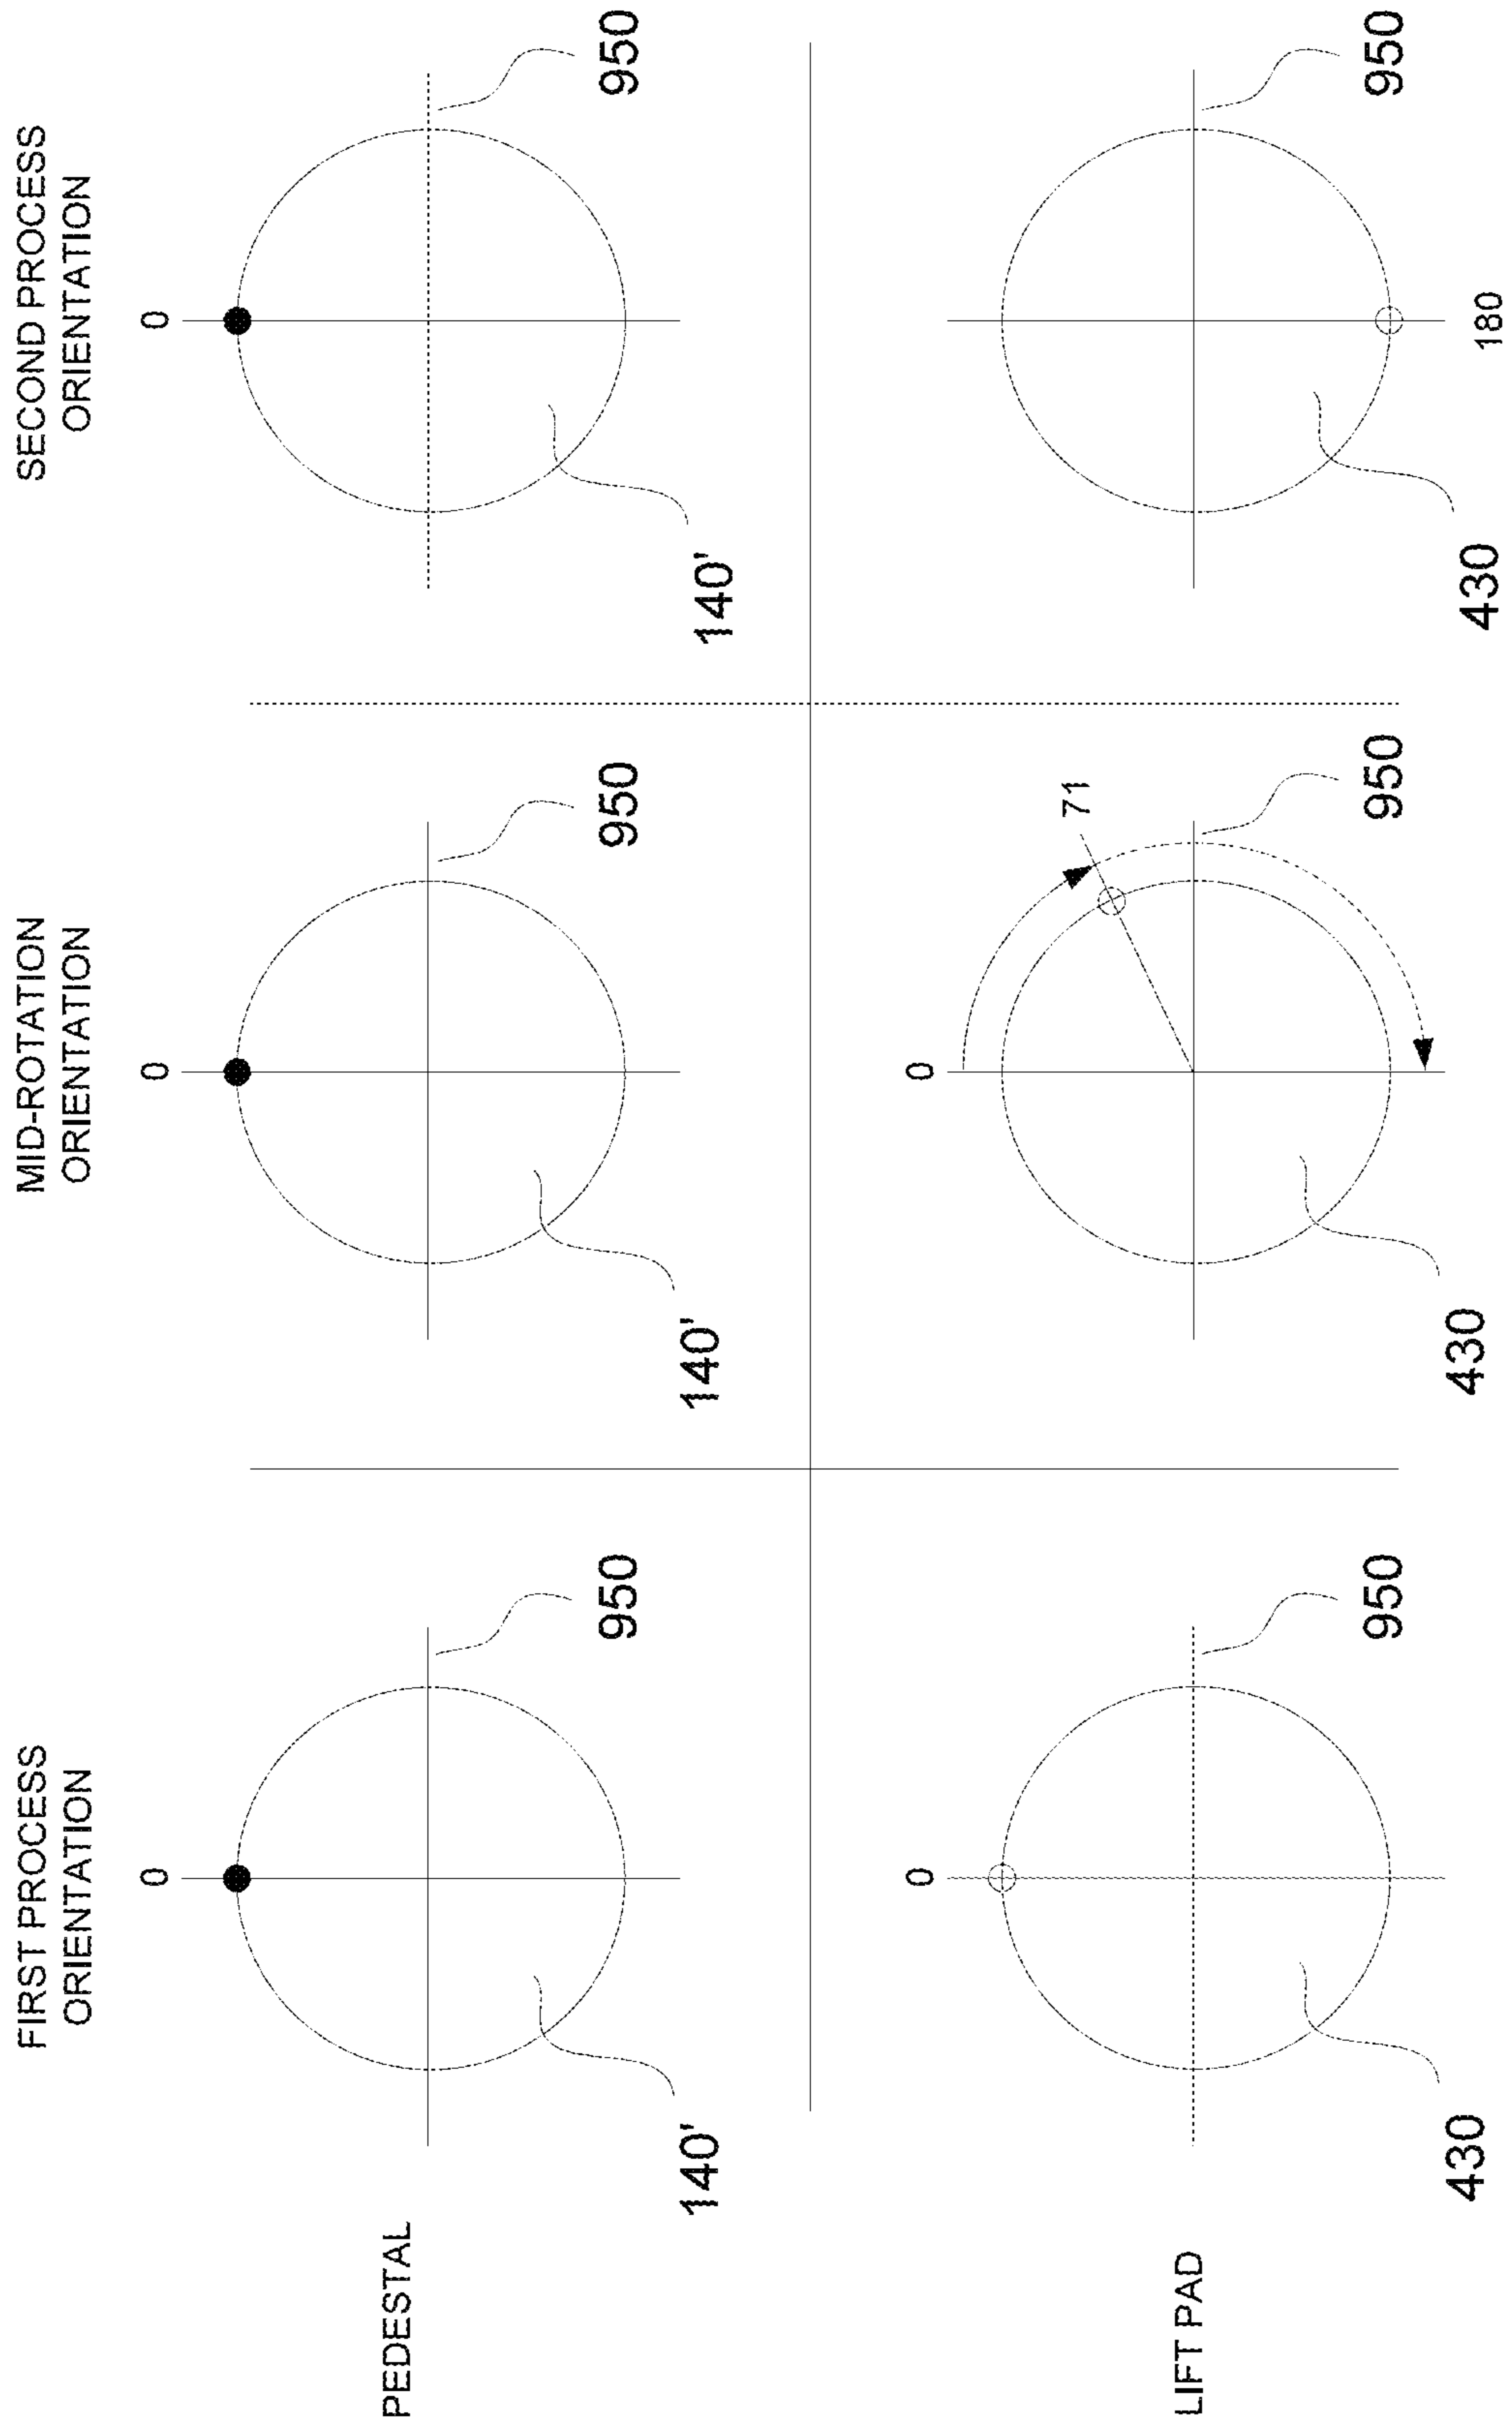 FIRST PROCESS
ORIENTATION
MID-ROTATION
ORIENTATION
SECOND PROCESS
ORIENTATION
0
0
0
PEDESTAL
950
950
950
140'
140'
140'
0
0
71
LIFT PAD
950
950
950
430
430
430
180